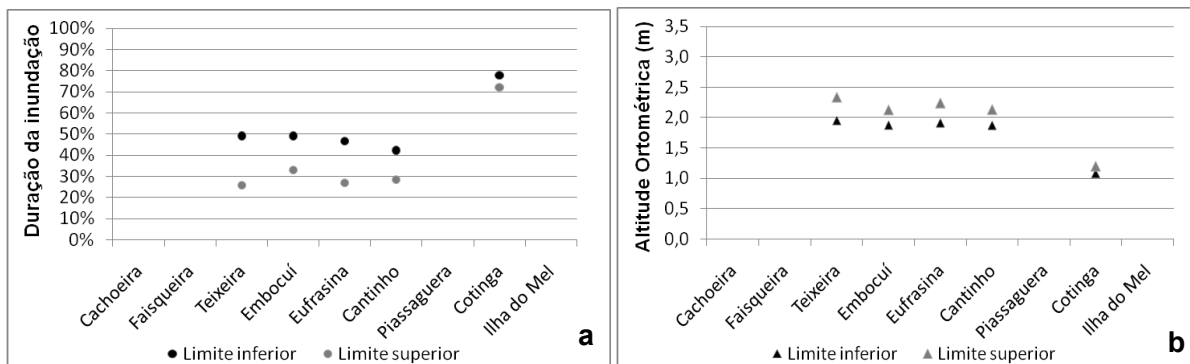 Duração da inundação
100%
90%
80%
70%
60%
50%
40%
30%
20%
10%
0%
Cachoeira
Faisqueira
Teixeira
Embocuí
Eufrasina
Cantinho
Piassaguera
Cotinga
Ilha do Mel
Limite inferior
Limite superior
a
Altitude Ortométrica (m)
3,5
3,0
2,5
2,0
1,5
1,0
0,5
0,0
Cachoeira
Faisqueira
Teixeira
Embocuí
Eufrasina
Cantinho
Piassaguera
Cotinga
Ilha do Mel
Limite inferior
Limite superior
b